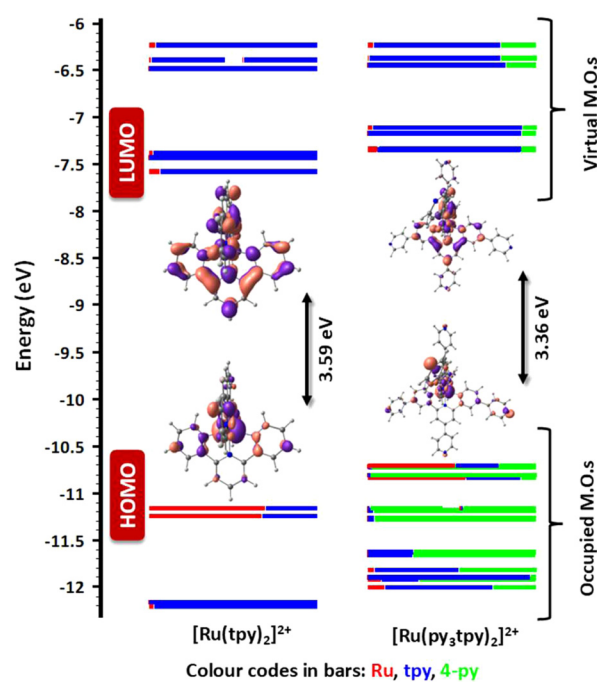 -6
-6.5
-7
-7.5
-8
-8.5
-9
-9.5
-10
-10.5
-11
-11.5
-12
Energy (eV)
LUMO
HOMO
3.59 eV
3.36 eV
Virtual M.O.s
Occupied M.O.s
[Ru(tpy)₂]²⁺
[Ru(py₃tpy)₂]²⁺
Colour codes in bars: Ru, tpy, 4-py